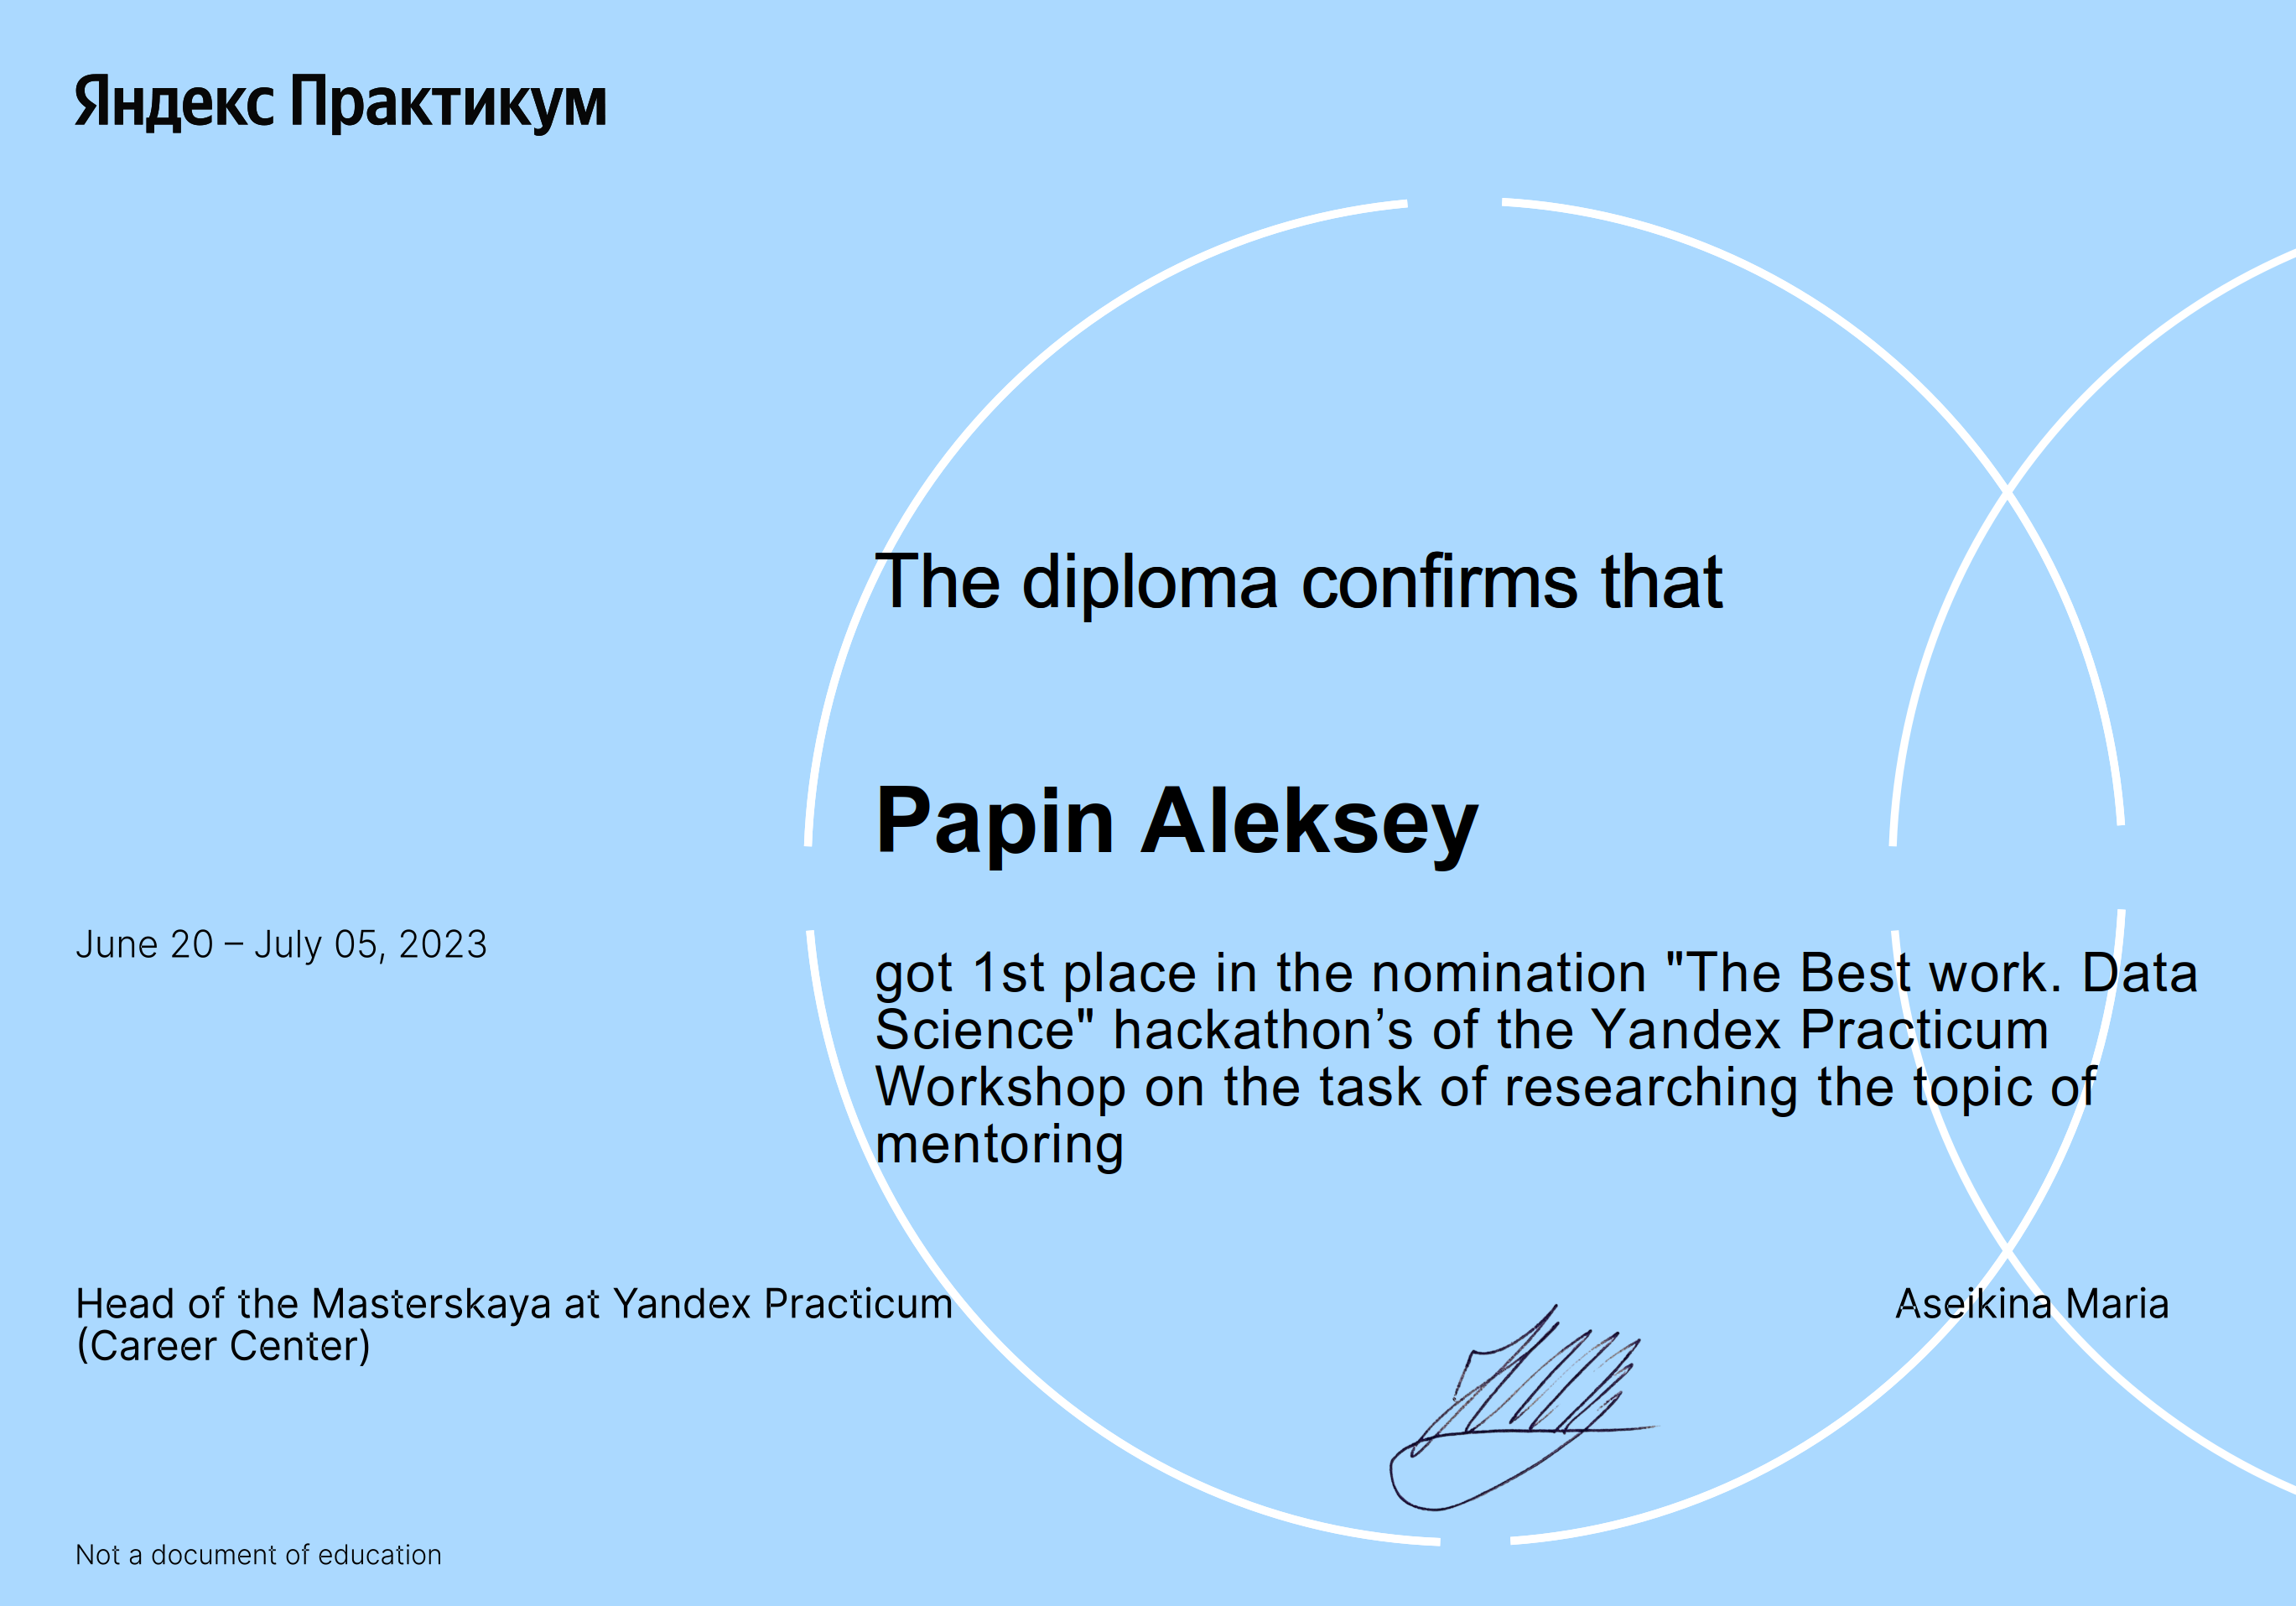 Яндекс Практикум
The diploma confirms that
Papin Aleksey
June 20 – July 05, 2023
got 1st place in the nomination "The Best work. Data
Science" hackathon’s of the Yandex Practicum
Workshop on the task of researching the topic of
mentoring
Head of the Masterskaya at Yandex Practicum
(Career Center)
Aseikina Maria
Not a document of education